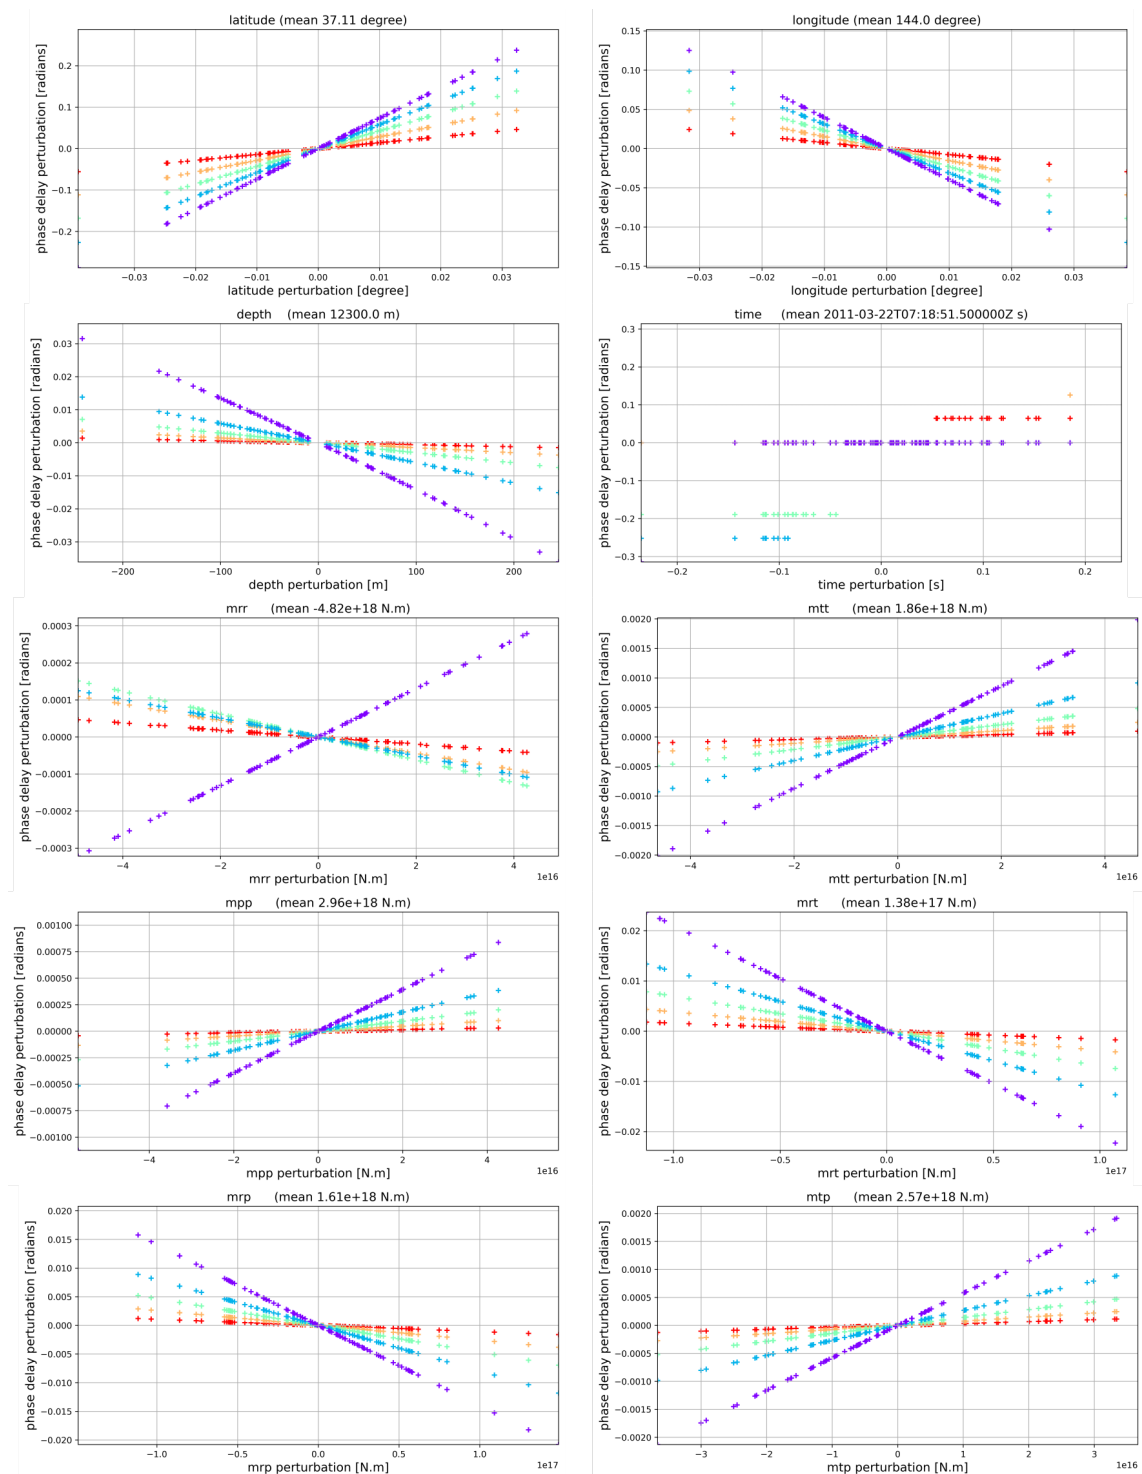 latitude (mean 37.11 degree)
phase delay perturbation [radians]
0.2
0.1
0.0
−0.1
−0.2
−0.03 −0.02 −0.01 0.00 0.01 0.02 0.03
latitude perturbation [degree]
longitude (mean 144.0 degree)
phase delay perturbation [radians]
0.15
0.10
0.05
0.00
−0.05
−0.10
−0.15
−0.03 −0.02 −0.01 0.00 0.01 0.02 0.03
longitude perturbation [degree]
depth (mean 12300.0 m)
phase delay perturbation [radians]
0.03
0.02
0.01
0.00
−0.01
−0.02
−0.03
−200 −100 0 100 200
depth perturbation [m]
time (mean 2011-03-22T07:18:51.500000Z s)
phase delay perturbation [radians]
0.3
0.2
0.1
0.0
−0.1
−0.2
−0.3
−0.2 −0.1 0.0 0.1 0.2
time perturbation [s]
mrr (mean -4.82e+18 N.m)
phase delay perturbation [radians]
0.0003
0.0002
0.0001
0.0000
−0.0001
−0.0002
−0.0003
−4 −2 0 2 4
1e16
mrr perturbation [N.m]
mtt (mean 1.86e+18 N.m)
phase delay perturbation [radians]
0.0020
0.0015
0.0010
0.0005
0.0000
−0.0005
−0.0010
−0.0015
−0.0020
−4 −2 0 2 4
1e16
mtt perturbation [N.m]
mpp (mean 2.96e+18 N.m)
phase delay perturbation [radians]
0.00100
0.00075
0.00050
0.00025
0.00000
−0.00025
−0.00050
−0.00075
−0.00100
−4 −2 0 2 4
1e16
mpp perturbation [N.m]
mrt (mean 1.38e+17 N.m)
phase delay perturbation [radians]
0.02
0.01
0.00
−0.01
−0.02
−1.0 −0.5 0.0 0.5 1.0
1e17
mrt perturbation [N.m]
mrp (mean 1.61e+18 N.m)
phase delay perturbation [radians]
0.020
0.015
0.010
0.005
0.000
−0.005
−0.010
−0.015
−0.020
−1.0 −0.5 0.0 0.5 1.0
1e17
mrp perturbation [N.m]
mtp (mean 2.57e+18 N.m)
phase delay perturbation [radians]
0.0020
0.0015
0.0010
0.0005
0.0000
−0.0005
−0.0010
−0.0015
−0.0020
−3 −2 −1 0 1 2 3
1e16
mtp perturbation [N.m]